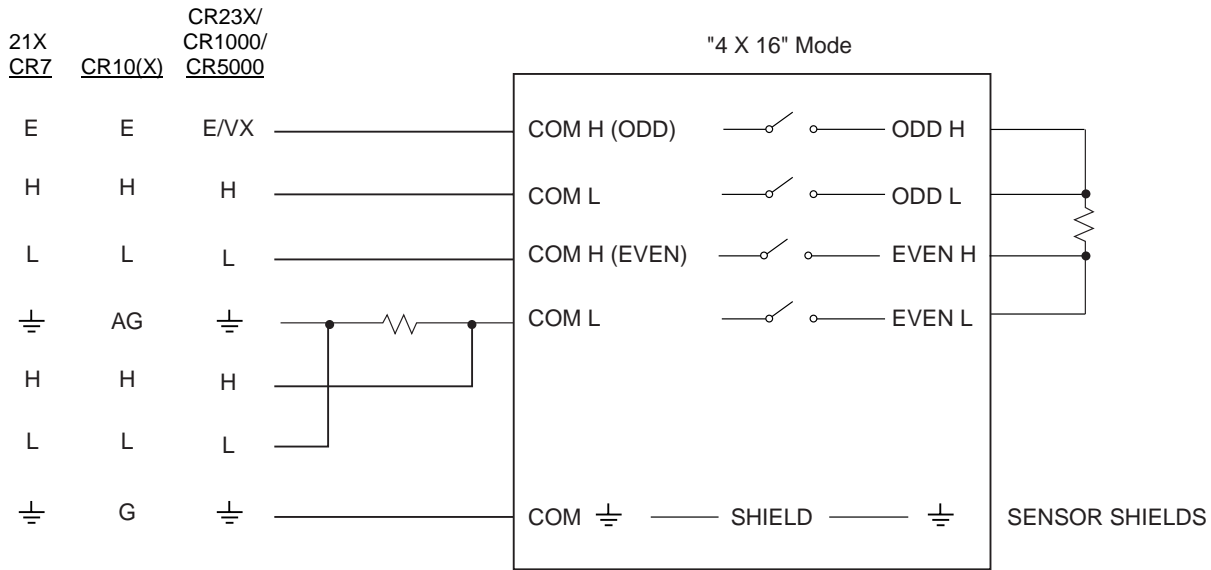 CR23X/
21X CR1000/
CR7 CR10(X) CR5000
"4 X 16" Mode
E E E/VX COM H (ODD) ODD H
H H H COM L ODD L
L L L COM H (EVEN) EVEN H
AG COM L EVEN L
H H H
L L L
G COM SHIELD SENSOR SHIELDS